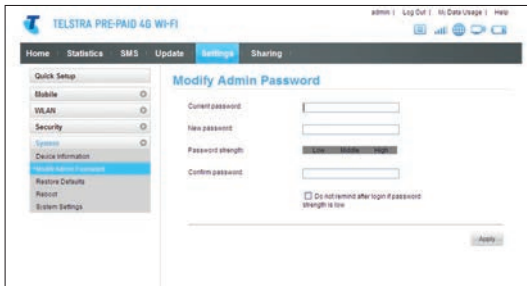 admin | Log Out | My Data Usage | Help
T TELSTRA PRE-PAID 4G WI-FI
Home Statistics SMS Update Settings Sharing
Quick Setup
Mobile
WLAN
Security
System
Device Information
Modify Admin Password
Restore Defaults
Reboot
System Settings
Modify Admin Password
Current password:
New password:
Password strength: Low Middle High
Confirm password:
Do not remind after login if password
strength is low
Apply